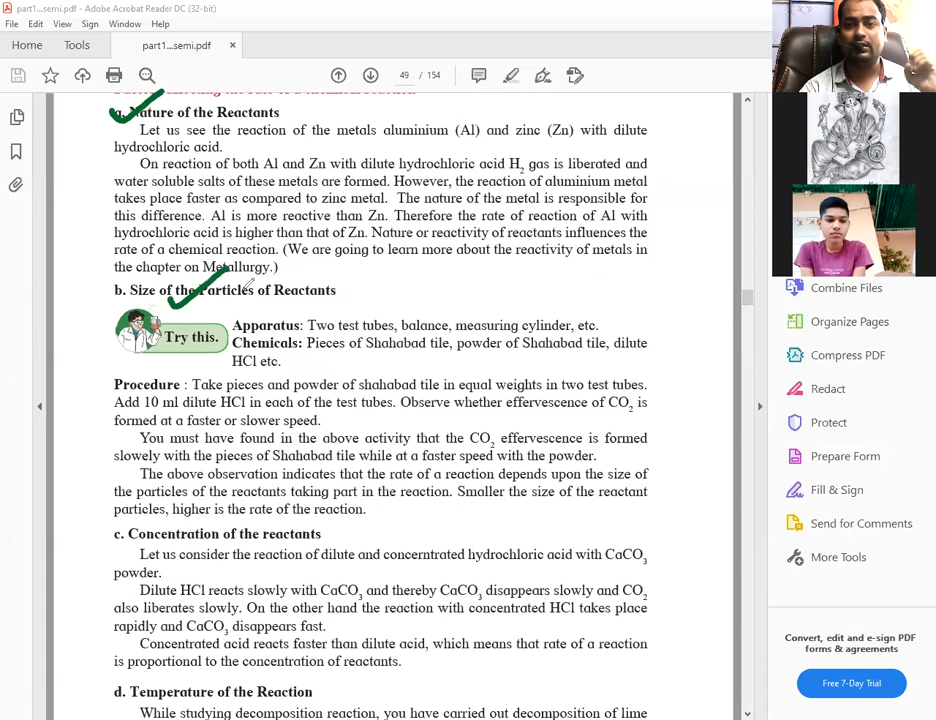 part1...semi.pdf - Adobe Acrobat Reader DC (32-bit)
File Edit View Sign Window Help
Home Tools part1...semi.pdf ×
49 / 154
a. Nature of the Reactants
Let us see the reaction of the metals aluminium (Al) and zinc (Zn) with dilute
hydrochloric acid.
On reaction of both Al and Zn with dilute hydrochloric acid H2 gas is liberated and
water soluble salts of these metals are formed. However, the reaction of aluminium metal
takes place faster as compared to zinc metal. The nature of the metal is responsible for
this difference. Al is more reactive than Zn. Therefore the rate of reaction of Al with
hydrochloric acid is higher than that of Zn. Nature or reactivity of reactants influences the
rate of a chemical reaction. (We are going to learn more about the reactivity of metals in
the chapter on Metallurgy.)
b. Size of the Particles of Reactants
Try this.
Apparatus: Two test tubes, balance, measuring cylinder, etc.
Chemicals: Pieces of Shahabad tile, powder of Shahabad tile, dilute
HCl etc.
Procedure : Take pieces and powder of shahabad tile in equal weights in two test tubes.
Add 10 ml dilute HCl in each of the test tubes. Observe whether effervescence of CO2 is
formed at a faster or slower speed.
You must have found in the above activity that the CO2 effervescence is formed
slowly with the pieces of Shahabad tile while at a faster speed with the powder.
The above observation indicates that the rate of a reaction depends upon the size of
the particles of the reactants taking part in the reaction. Smaller the size of the reactant
particles, higher is the rate of the reaction.
c. Concentration of the reactants
Let us consider the reaction of dilute and concentrated hydrochloric acid with CaCO3
powder.
Dilute HCl reacts slowly with CaCO3 and thereby CaCO3 disappears slowly and CO2
also liberates slowly. On the other hand the reaction with concentrated HCl takes place
rapidly and CaCO3 disappears fast.
Concentrated acid reacts faster than dilute acid, which means that rate of a reaction
is proportional to the concentration of reactants.
d. Temperature of the Reaction
While studying decomposition reaction, you have carried out decomposition of lime
Combine Files
Organize Pages
Compress PDF
Redact
Protect
Prepare Form
Fill & Sign
Send for Comments
More Tools
Convert, edit and e-sign PDF
forms & agreements
Free 7-Day Trial